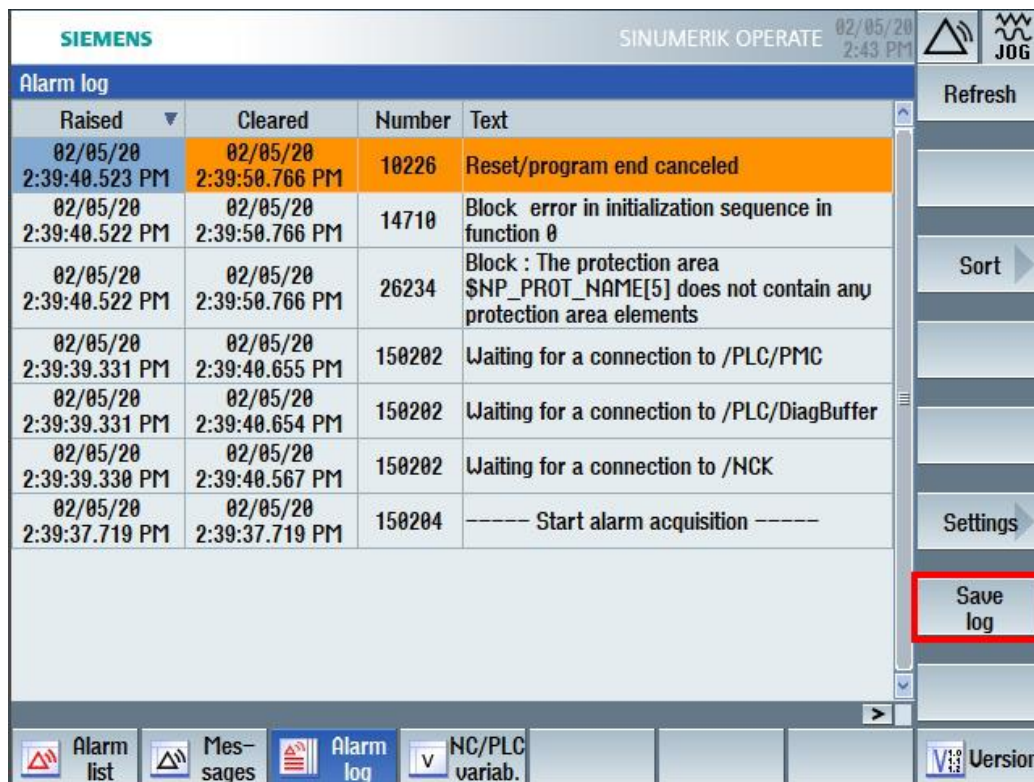 SIEMENS
SINUMERIK OPERATE
02/05/20
2:43 PM
JOG
Alarm log
Raised Cleared Number Text
02/05/20 02/05/20
2:39:40.523 PM 2:39:50.766 PM 10226 Reset/program end canceled
02/05/20 02/05/20
2:39:40.522 PM 2:39:50.766 PM 14710 Block error in initialization sequence in
function 0
02/05/20 02/05/20
2:39:40.522 PM 2:39:50.766 PM 26234 Block : The protection area
$NP_PROT_NAME[5] does not contain any
protection area elements
02/05/20 02/05/20
2:39:39.331 PM 2:39:40.655 PM 150202 Waiting for a connection to /PLC/PMC
02/05/20 02/05/20
2:39:39.331 PM 2:39:40.654 PM 150202 Waiting for a connection to /PLC/DiagBuffer
02/05/20 02/05/20
2:39:39.330 PM 2:39:40.567 PM 150202 Waiting for a connection to /NCK
02/05/20 02/05/20
2:39:37.719 PM 2:39:37.719 PM 150204 ----- Start alarm acquisition -----
Refresh
Sort
Settings
Save
log
>
Alarm
list
Mes-
sages
Alarm
log
V
NC/PLC
variab.
Version